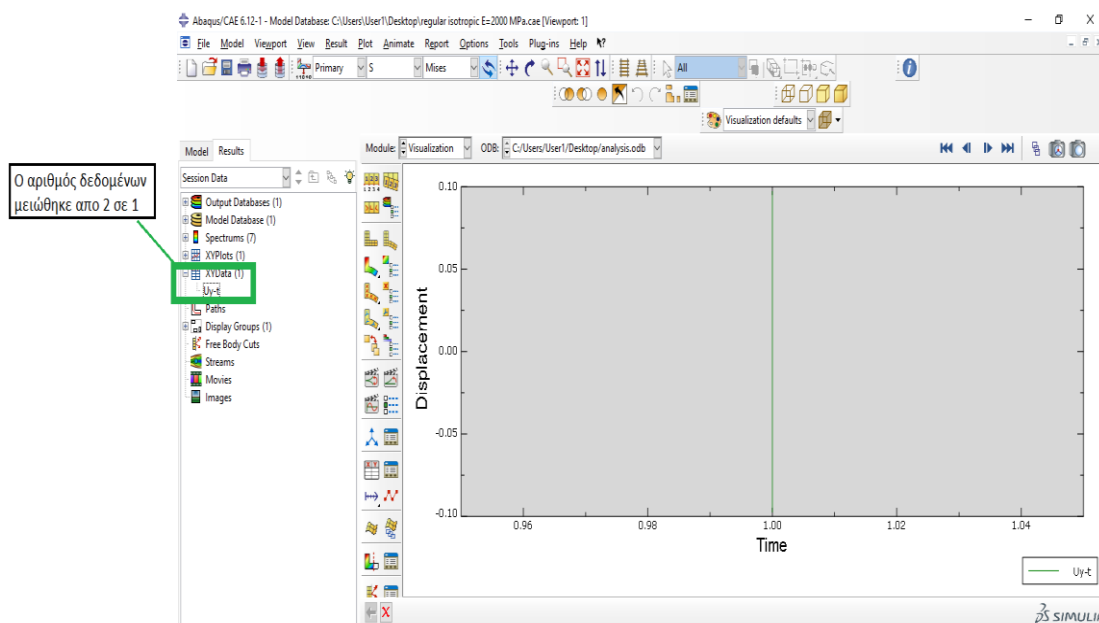 Abaqus/CAE 6.12-1 - Model Database: C:\Users\User1\Desktop\regular isotropic E=2000 MPa.cae [Viewport: 1]
File Model Viewport View Result Plot Animate Report Options Tools Plug-ins Help
Primary S Mises All
Visualization defaults
Model Results
Module: Visualization ODB: C:/Users/User1/Desktop/analysis.odb
Session Data
Output Databases (1)
Model Database (1)
Spectrums (7)
XYPlots (1)
XYData (1)
Uy-t
Paths
Display Groups (1)
Free Body Cuts
Streams
Movies
Images
Ο αριθμός δεδομένων
μειώθηκε απο 2 σε 1
0.10
0.05
0.00
-0.05
-0.10
Displacement
0.96 0.98 1.00 1.02 1.04
Time
Uy-t
SIMULIA